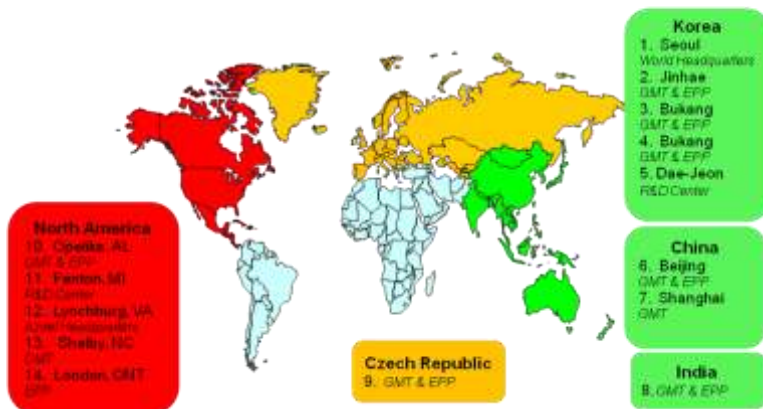 Korea
1. Seoul
World Headquarters
2. Jinhae
GMT & EPP
3. Bukang
GMT & EPP
4. Bukang
GMT & EPP
5. Dae-Jeon
R&D Center
North America
10. Opelika, AL
GMT & EPP
11. Fenton, MI
R&D Center
12. Lynchburg, VA
Headquarters
13. Shelby, NC
GMT
14. London, ONT
EPP
China
6. Beijing
GMT & EPP
7. Shanghai
GMT
Czech Republic
9. GMT & EPP
India
8. GMT & EPP